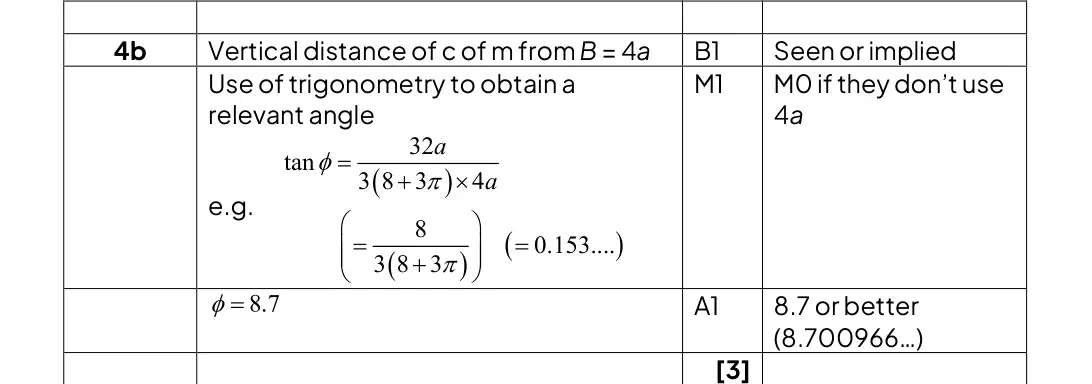 4b Vertical distance of c of m from B = 4a B1 Seen or implied
Use of trigonometry to obtain a M1 M0 if they don’t use
relevant angle 4a
tan ϕ = 32a / 3(8+3π)×4a
e.g.
(= 8 / 3(8+3π)) (= 0.153....)
ϕ = 8.7 A1 8.7 or better
(8.700966…)
[3]